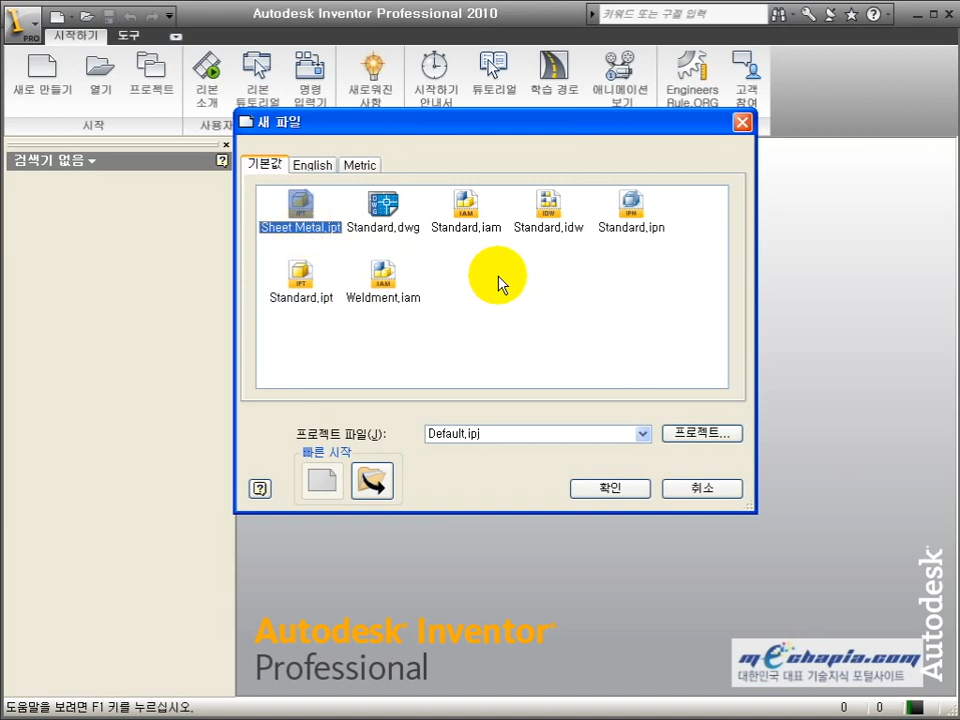 Autodesk Inventor Professional 2010
키워드 또는 구절 입력
PRO
시작하기
도구
새로 만들기
열기
프로젝트
리본
소개
리본
튜토리얼
명령
입력기
새로워진
사항
시작하기
안내서
튜토리얼
학습 경로
애니메이션
보기
Engineers
Rule.ORG
고객
참여
시작
사용자
새 파일
검색기 없음
기본값
English
Metric
Sheet Metal.ipt
Standard.dwg
Standard.iam
Standard.idw
Standard.ipn
Standard.ipt
Weldment.iam
프로젝트 파일(J):
Default.ipj
프로젝트...
빠른 시작
확인
취소
Autodesk Inventor
Professional
Autodesk
mechapia.com
대한민국 대표 기술지식 포털사이트
도움말을 보려면 F1 키를 누르십시오.
0
0